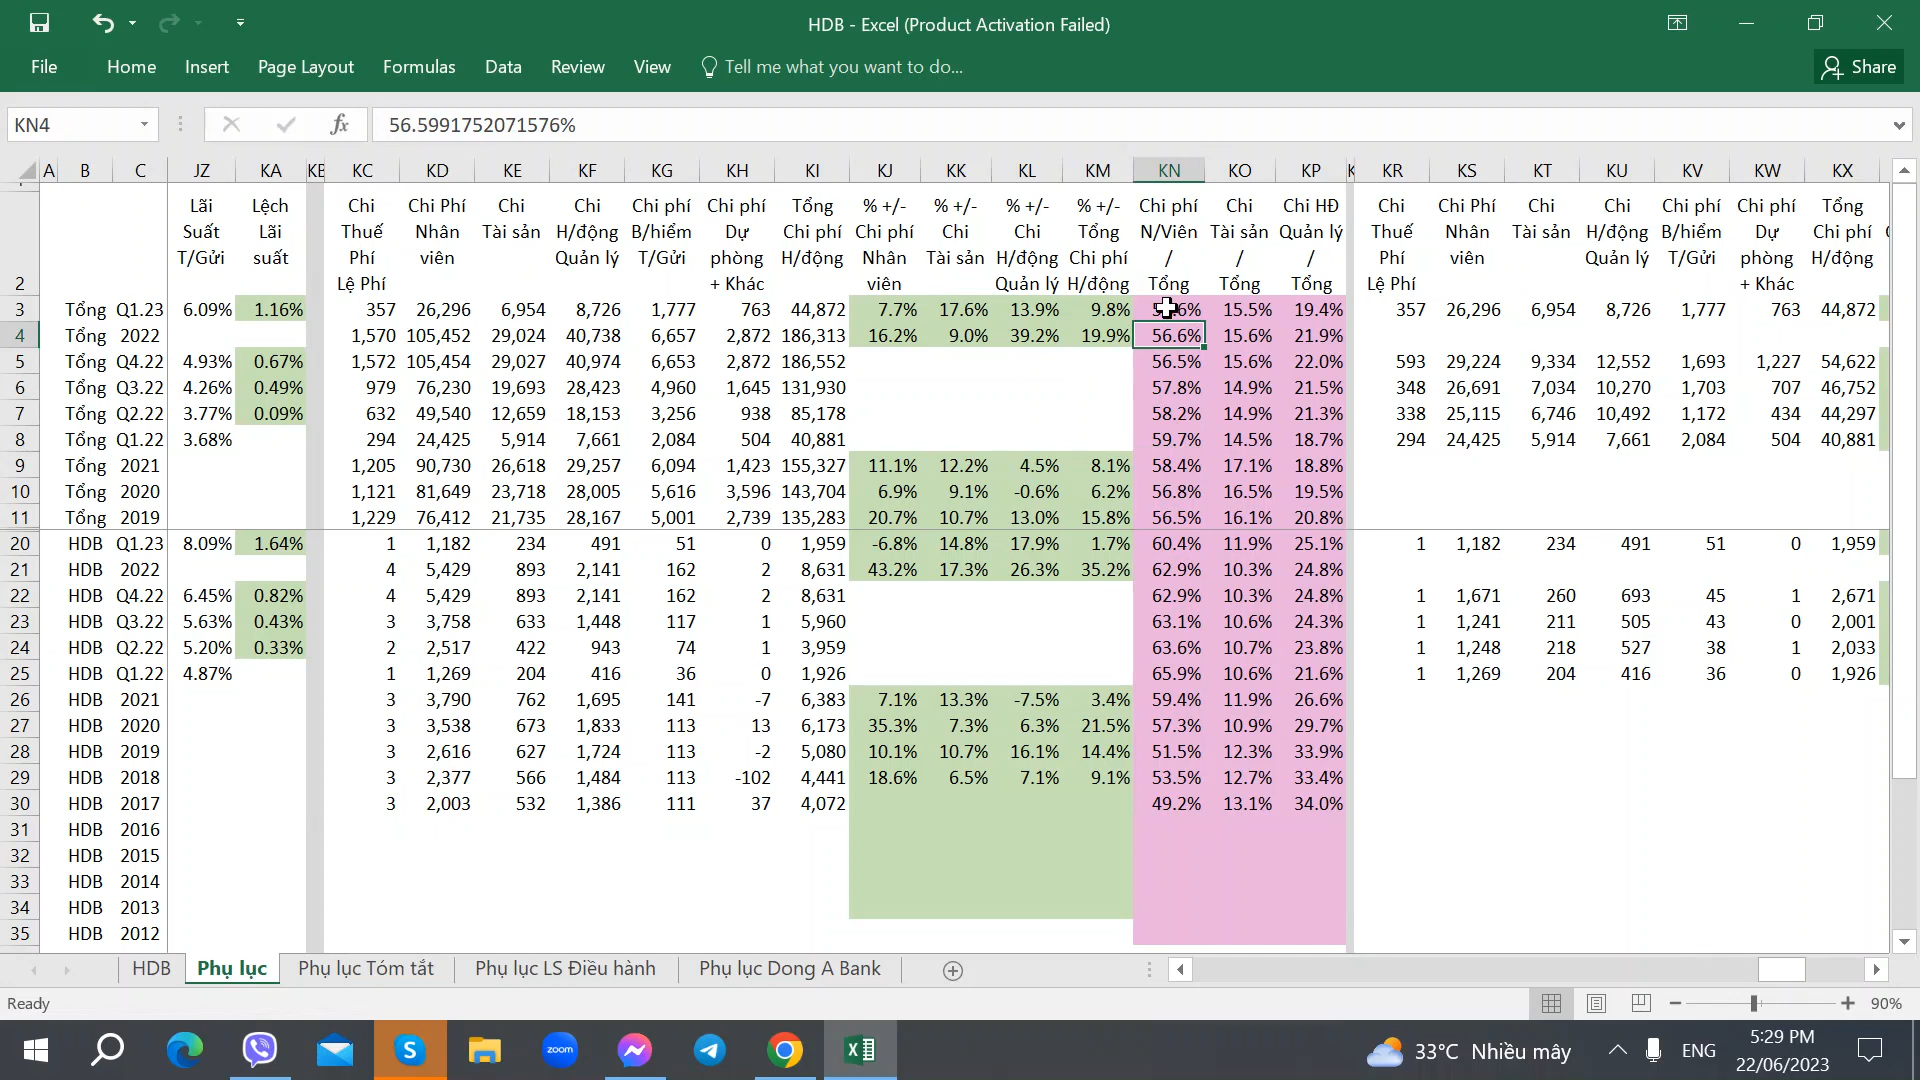 HDB - Excel (Product Activation Failed)
File Home Insert Page Layout Formulas Data Review View Tell me what you want to do... Share
KN4 fx 56.5991752071576%
A B C JZ KA KB KC KD KE KF KG KH KI KJ KK KL KM KN KO KP K KR KS KT KU KV KW KX
Lãi Lệch Chi Chi Phí Chi Chi Chi phí Chi phí Tổng % +/- % +/- % +/- % +/- Chi phí Chi Chi HĐ Chi Chi Phí Chi Chi Chi phí Chi phí Tổng
Suất Lãi Thuế Nhân Tài sản H/động B/hiểm Dự Chi phí Chi phí Chi Chi Tổng N/Viên Tài sản Quản lý Thuế Nhân Tài sản H/động B/hiểm Dự Chi phí
T/Gửi suất Phí viên Quản lý T/Gửi phòng H/động Nhân Tài sản H/động Chi phí / / / Phí viên Quản lý T/Gửi phòng H/động
2 Lệ Phí + Khác viên Quản lý H/động Tổng Tổng Tổng Lệ Phí + Khác
3 Tổng Q1.23 6.09% 1.16% 357 26,296 6,954 8,726 1,777 763 44,872 7.7% 17.6% 13.9% 9.8% 15.5% 19.4% 357 26,296 6,954 8,726 1,777 763 44,872
4 Tổng 2022 1,570 105,452 29,024 40,738 6,657 2,872 186,313 16.2% 9.0% 39.2% 19.9% 56.6% 15.6% 21.9%
5 Tổng Q4.22 4.93% 0.67% 1,572 105,454 29,027 40,974 6,653 2,872 186,552 56.5% 15.6% 22.0% 593 29,224 9,334 12,552 1,693 1,227 54,622
6 Tổng Q3.22 4.26% 0.49% 979 76,230 19,693 28,423 4,960 1,645 131,930 57.8% 14.9% 21.5% 348 26,691 7,034 10,270 1,703 707 46,752
7 Tổng Q2.22 3.77% 0.09% 632 49,540 12,659 18,153 3,256 938 85,178 58.2% 14.9% 21.3% 338 25,115 6,746 10,492 1,172 434 44,297
8 Tổng Q1.22 3.68% 294 24,425 5,914 7,661 2,084 504 40,881 59.7% 14.5% 18.7% 294 24,425 5,914 7,661 2,084 504 40,881
9 Tổng 2021 1,205 90,730 26,618 29,257 6,094 1,423 155,327 11.1% 12.2% 4.5% 8.1% 58.4% 17.1% 18.8%
10 Tổng 2020 1,121 81,649 23,718 28,005 5,616 3,596 143,704 6.9% 9.1% -0.6% 6.2% 56.8% 16.5% 19.5%
11 Tổng 2019 1,229 76,412 21,735 28,167 5,001 2,739 135,283 20.7% 10.7% 13.0% 15.8% 56.5% 16.1% 20.8%
20 HDB Q1.23 8.09% 1.64% 1 1,182 234 491 51 0 1,959 -6.8% 14.8% 17.9% 1.7% 60.4% 11.9% 25.1% 1 1,182 234 491 51 0 1,959
21 HDB 2022 4 5,429 893 2,141 162 2 8,631 43.2% 17.3% 26.3% 35.2% 62.9% 10.3% 24.8%
22 HDB Q4.22 6.45% 0.82% 4 5,429 893 2,141 162 2 8,631 62.9% 10.3% 24.8% 1 1,671 260 693 45 1 2,671
23 HDB Q3.22 5.63% 0.43% 3 3,758 633 1,448 117 1 5,960 63.1% 10.6% 24.3% 1 1,241 211 505 43 0 2,001
24 HDB Q2.22 5.20% 0.33% 2 2,517 422 943 74 1 3,959 63.6% 10.7% 23.8% 1 1,248 218 527 38 1 2,033
25 HDB Q1.22 4.87% 1 1,269 204 416 36 0 1,926 65.9% 10.6% 21.6% 1 1,269 204 416 36 0 1,926
26 HDB 2021 3 3,790 762 1,695 141 -7 6,383 7.1% 13.3% -7.5% 3.4% 59.4% 11.9% 26.6%
27 HDB 2020 3 3,538 673 1,833 113 13 6,173 35.3% 7.3% 6.3% 21.5% 57.3% 10.9% 29.7%
28 HDB 2019 3 2,616 627 1,724 113 -2 5,080 10.1% 10.7% 16.1% 14.4% 51.5% 12.3% 33.9%
29 HDB 2018 3 2,377 566 1,484 113 -102 4,441 18.6% 6.5% 7.1% 9.1% 53.5% 12.7% 33.4%
30 HDB 2017 3 2,003 532 1,386 111 37 4,072 49.2% 13.1% 34.0%
31 HDB 2016
32 HDB 2015
33 HDB 2014
34 HDB 2013
35 HDB 2012
HDB Phụ lục Phụ lục Tóm tắt Phụ lục LS Điều hành Phụ lục Dong A Bank
Ready 90%
S zoom 33°C Nhiều mây ENG 5:29 PM
22/06/2023